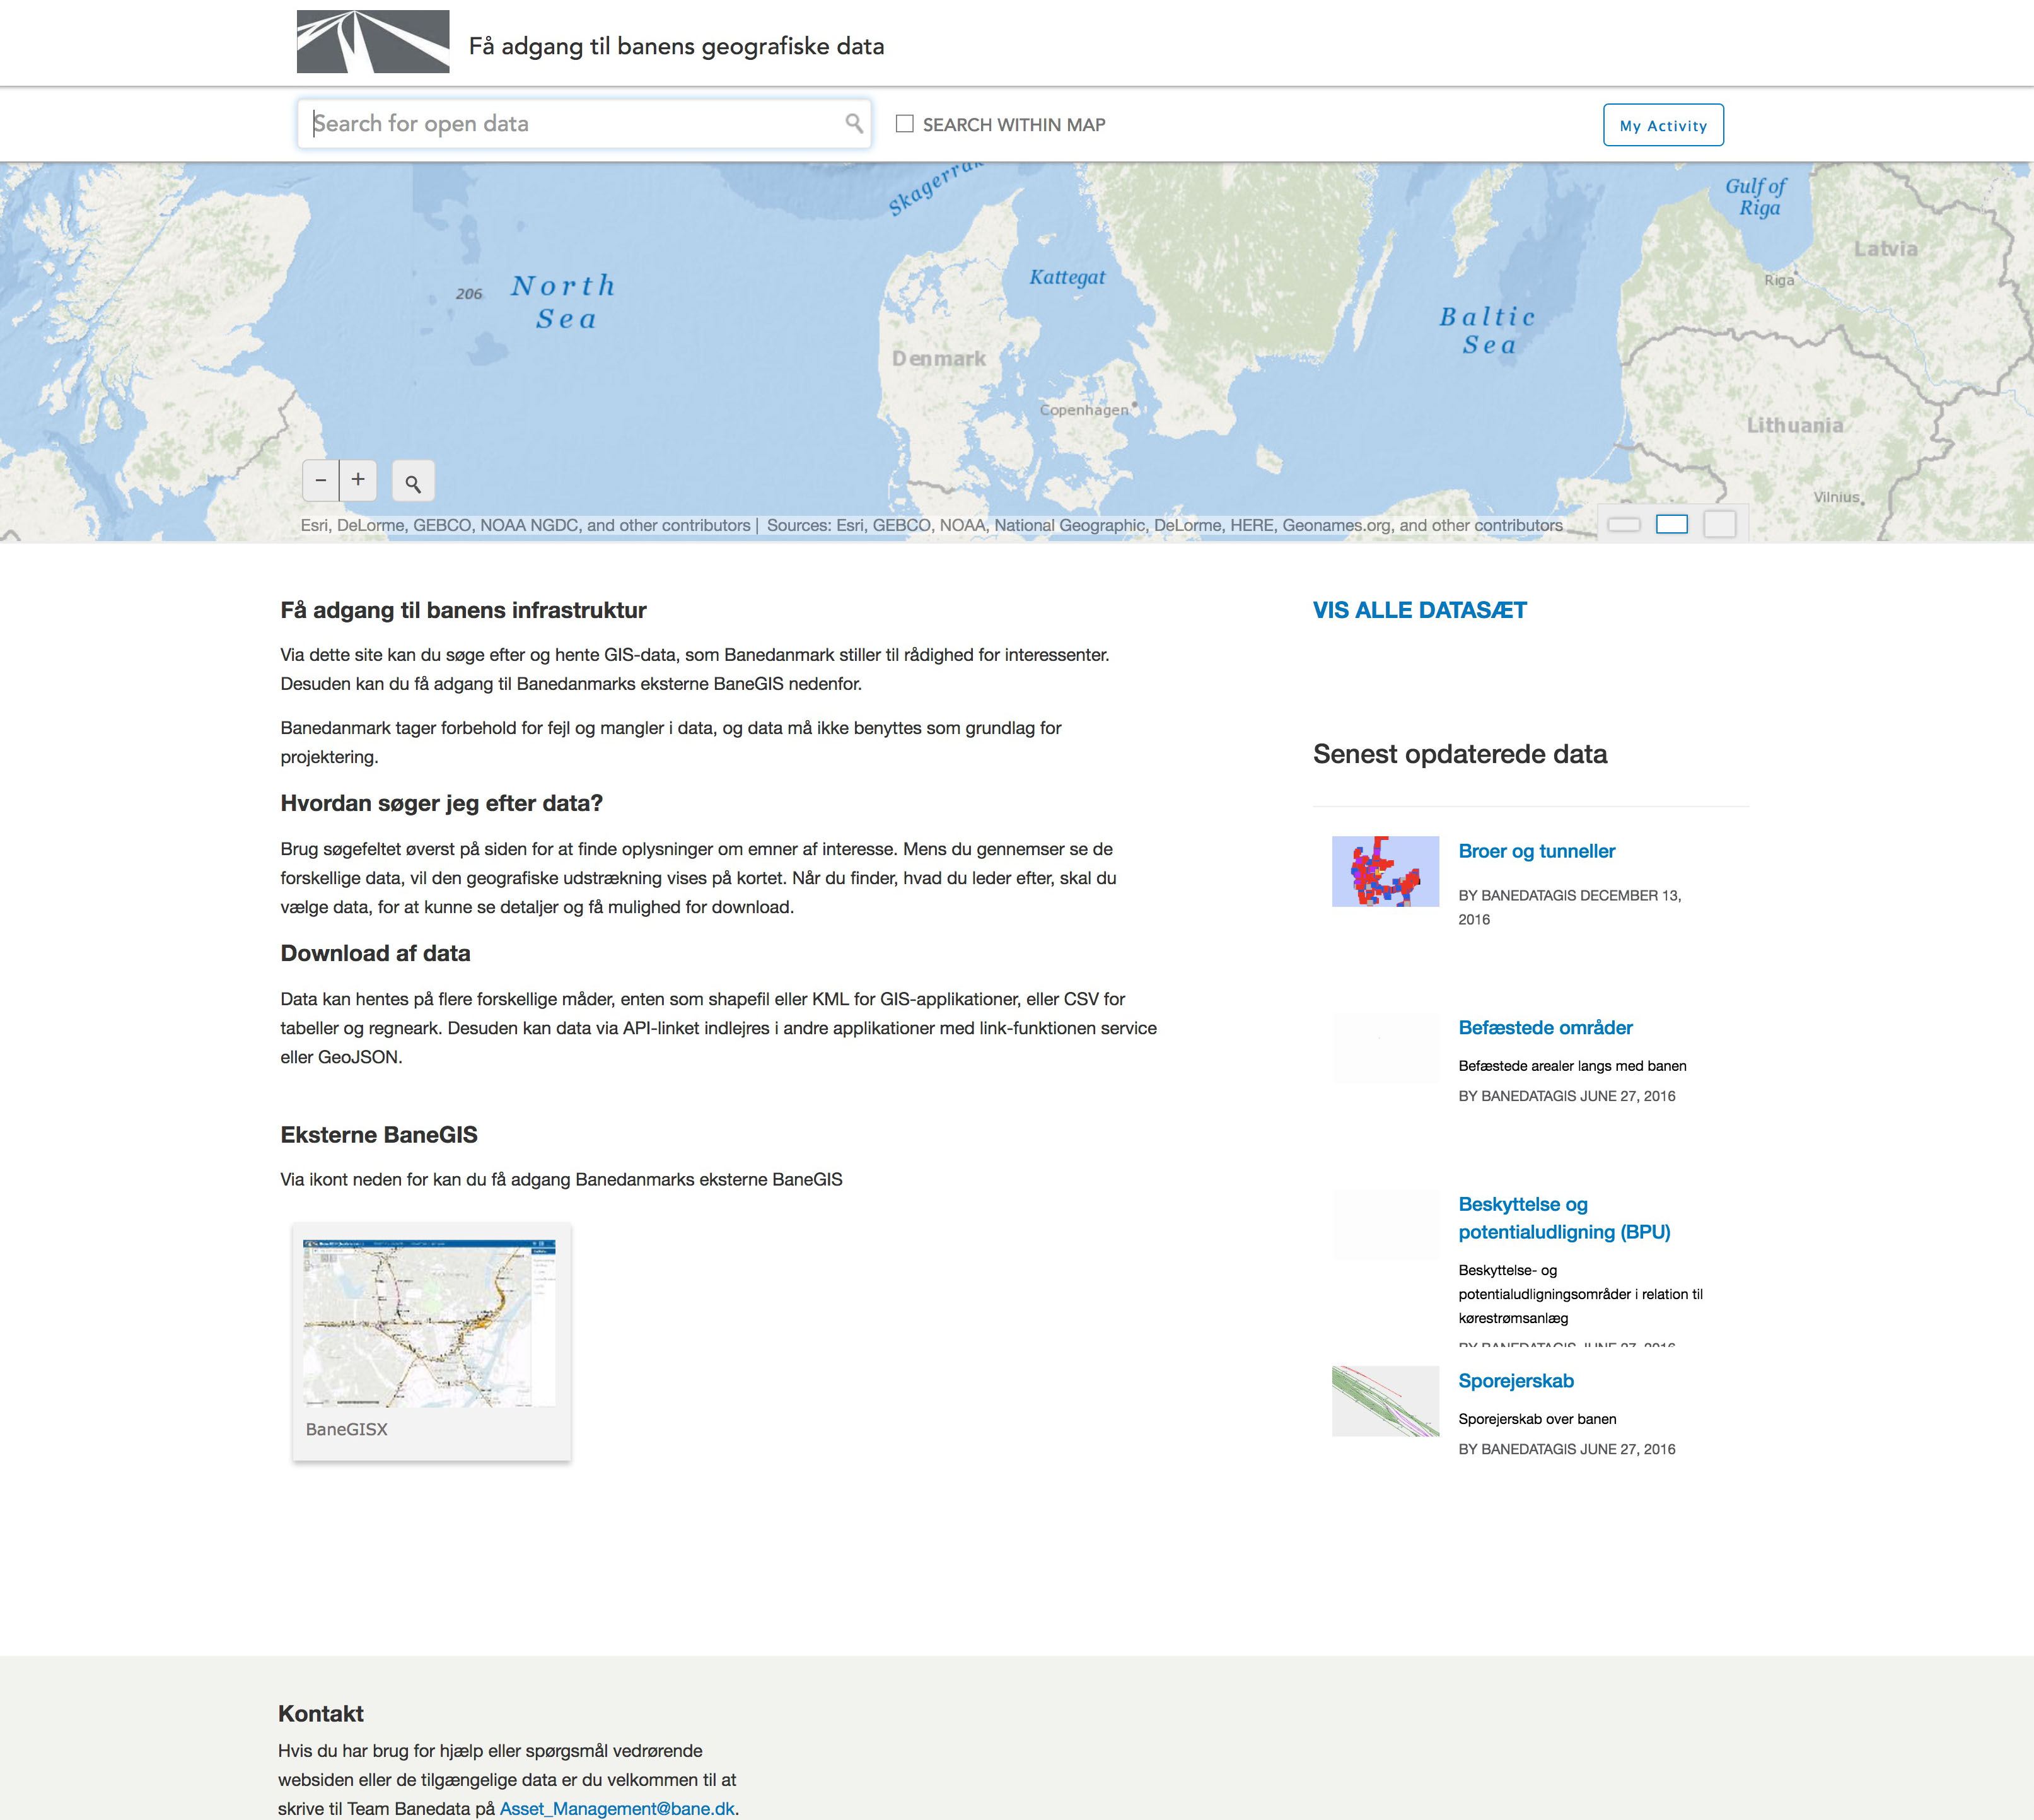 Få adgang til banens geografiske data
Search for open data
SEARCH WITHIN MAP
My Activity
Skagerrak
Gulf of
Riga
Latvia
Riga
Kattegat
206
North
Sea
Baltic
Sea
Denmark
Copenhagen
Lithuania
Vilnius
− +
Esri, DeLorme, GEBCO, NOAA NGDC, and other contributors | Sources: Esri, GEBCO, NOAA, National Geographic, DeLorme, HERE, Geonames.org, and other contributors
Få adgang til banens infrastruktur
Via dette site kan du søge efter og hente GIS-data, som Banedanmark stiller til rådighed for interessenter.
Desuden kan du få adgang til Banedanmarks eksterne BaneGIS nedenfor.
Banedanmark tager forbehold for fejl og mangler i data, og data må ikke benyttes som grundlag for
projektering.
Hvordan søger jeg efter data?
Brug søgefeltet øverst på siden for at finde oplysninger om emner af interesse. Mens du gennemser se de
forskellige data, vil den geografiske udstrækning vises på kortet. Når du finder, hvad du leder efter, skal du
vælge data, for at kunne se detaljer og få mulighed for download.
Download af data
Data kan hentes på flere forskellige måder, enten som shapefil eller KML for GIS-applikationer, eller CSV for
tabeller og regneark. Desuden kan data via API-linket indlejres i andre applikationer med link-funktionen service
eller GeoJSON.
Eksterne BaneGIS
Via ikont neden for kan du få adgang Banedanmarks eksterne BaneGIS
BaneGISX
VIS ALLE DATASÆT
Senest opdaterede data
Broer og tunneller
BY BANEDATAGIS DECEMBER 13,
2016
Befæstede områder
Befæstede arealer langs med banen
BY BANEDATAGIS JUNE 27, 2016
Beskyttelse og
potentialudligning (BPU)
Beskyttelse- og
potentialudligningsområder i relation til
kørestrømsanlæg
BY BANEDATAGIS JUNE 27, 2016
Sporejerskab
Sporejerskab over banen
BY BANEDATAGIS JUNE 27, 2016
Kontakt
Hvis du har brug for hjælp eller spørgsmål vedrørende
websiden eller de tilgængelige data er du velkommen til at
skrive til Team Banedata på Asset_Management@bane.dk.